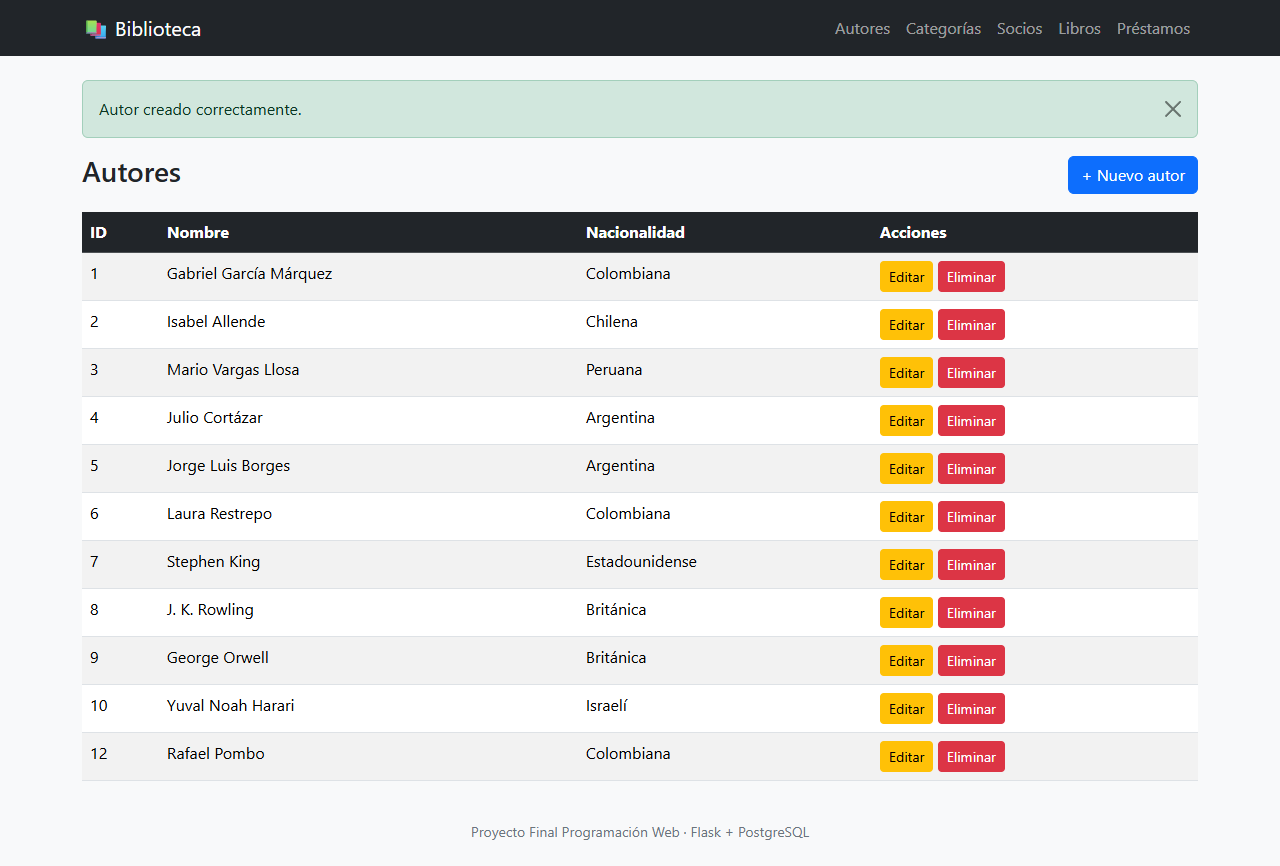 Biblioteca Autores Categorías Socios Libros Préstamos
Autor creado correctamente.
Autores + Nuevo autor
ID Nombre Nacionalidad Acciones
1 Gabriel García Márquez Colombiana Editar Eliminar
2 Isabel Allende Chilena Editar Eliminar
3 Mario Vargas Llosa Peruana Editar Eliminar
4 Julio Cortázar Argentina Editar Eliminar
5 Jorge Luis Borges Argentina Editar Eliminar
6 Laura Restrepo Colombiana Editar Eliminar
7 Stephen King Estadounidense Editar Eliminar
8 J. K. Rowling Británica Editar Eliminar
9 George Orwell Británica Editar Eliminar
10 Yuval Noah Harari Israelí Editar Eliminar
12 Rafael Pombo Colombiana Editar Eliminar
Proyecto Final Programación Web · Flask + PostgreSQL